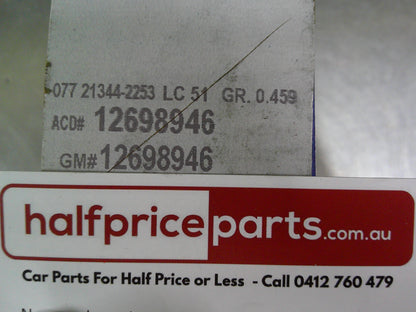 -077 21344-2253 LC 51 GR. 0.459
ACD# 12698946
GM# 12698946
halfpriceparts.com.au
Car Parts For Half Price or Less - Call 0412 760 479